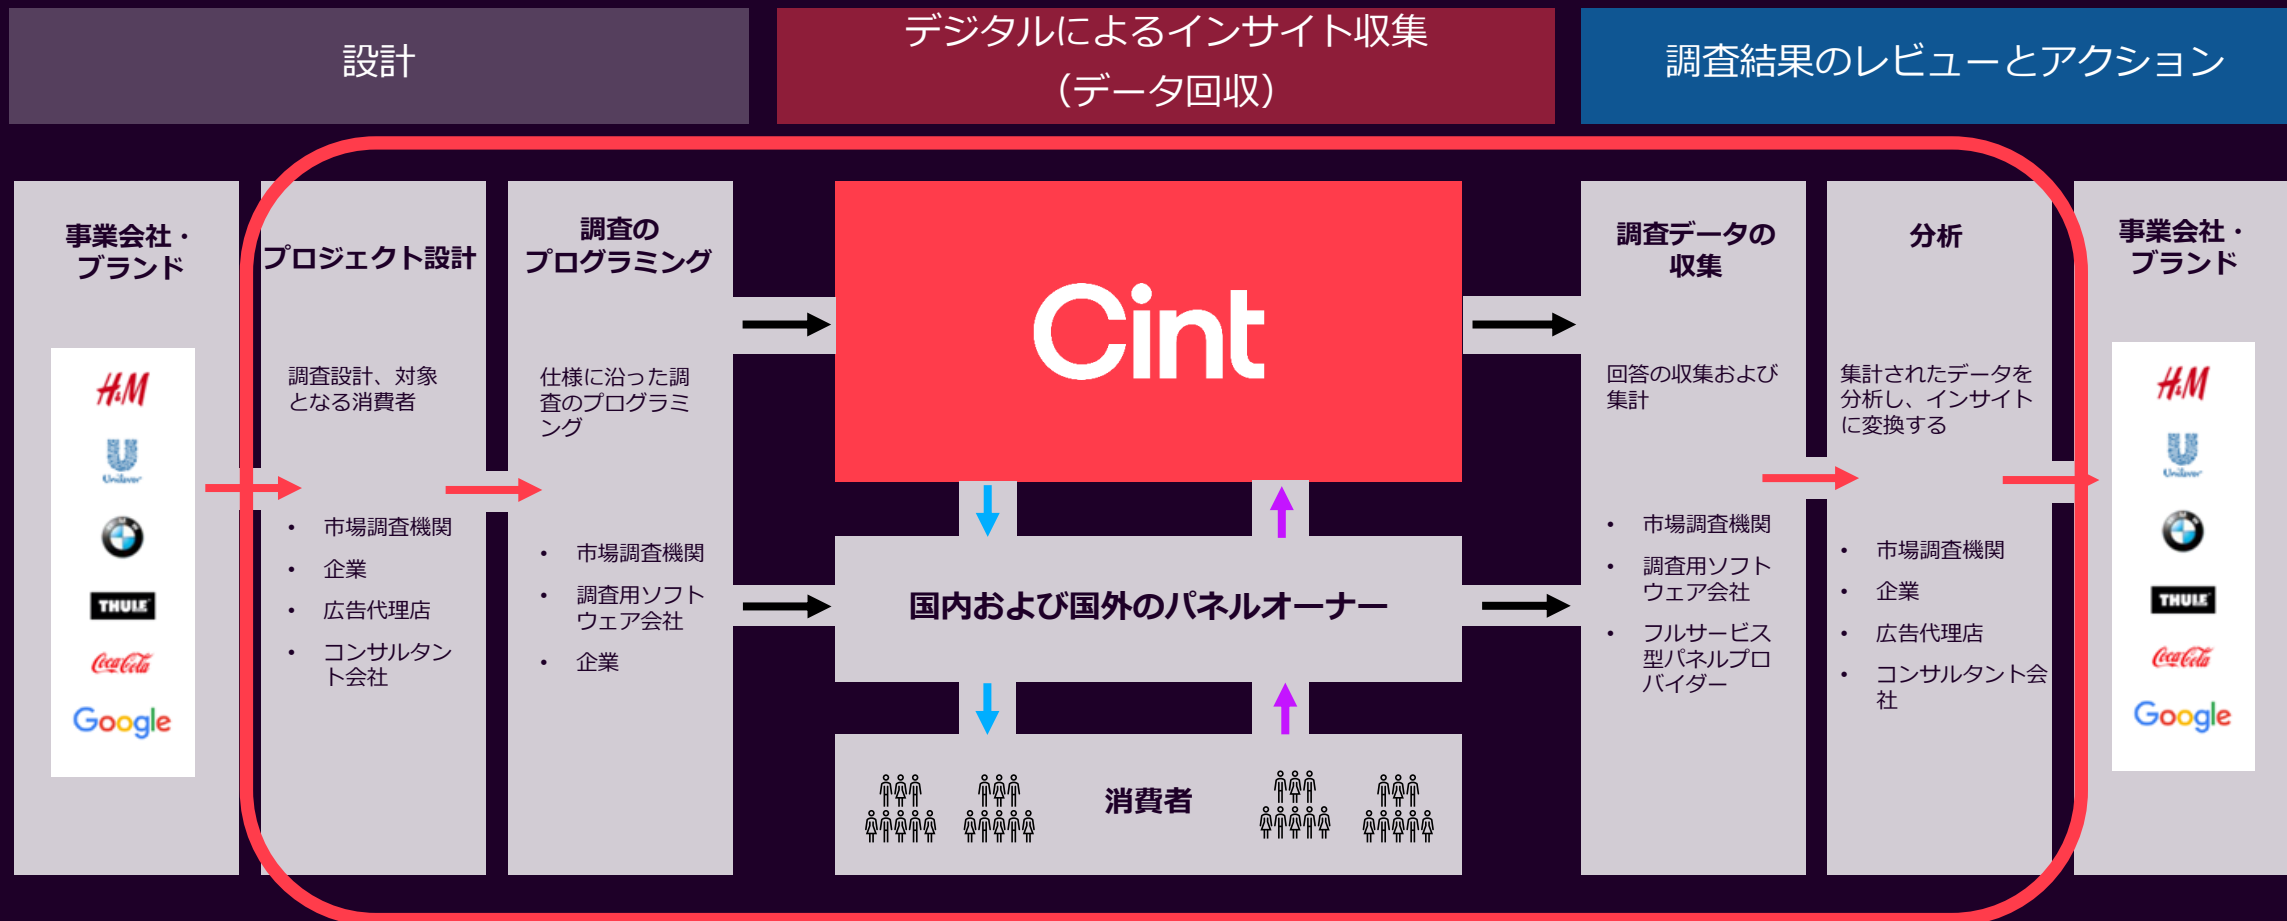 設計
デジタルによるインサイト収集
（データ回収）
調査結果のレビューとアクション
事業会社・
ブランド
H&M
Unilever
BMW
THULE
Coca-Cola
Google
プロジェクト設計
調査設計、対象
となる消費者
• 市場調査機関
• 企業
• 広告代理店
• コンサルタン
ト会社
調査の
プログラミング
仕様に沿った調
査のプログラミ
ング
• 市場調査機関
• 調査用ソフト
ウェア会社
• 企業
Cint
国内および国外のパネルオーナー
消費者
調査データの
収集
回答の収集および
集計
• 市場調査機関
• 調査用ソフト
ウェア会社
• フルサービス
型パネルプロ
バイダー
分析
集計されたデータを
分析し、インサイト
に変換する
• 市場調査機関
• 企業
• 広告代理店
• コンサルタント会
社
事業会社・
ブランド
H&M
Unilever
BMW
THULE
Coca-Cola
Google